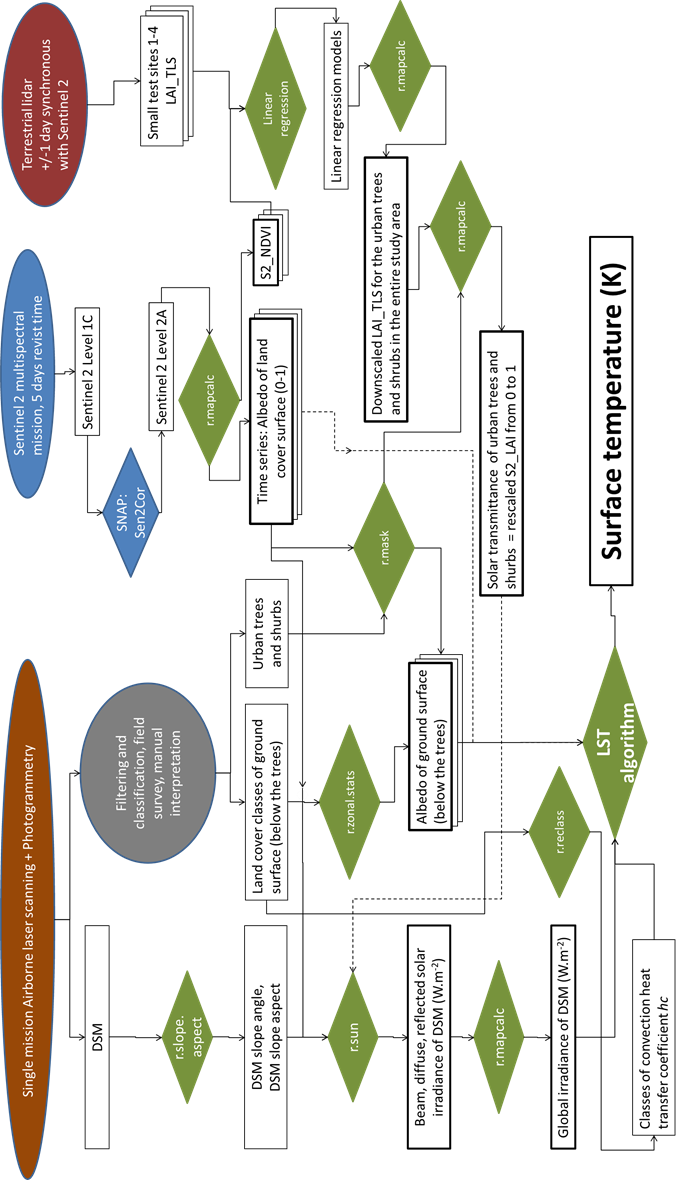 Single mission Airborne laser scanning + Photogrammetry
Sentinel 2 multispectral
mission, 5 days revist time
Terrestrial lidar
+/-1 day synchronous
with Sentinel 2
DSM
Filtering and
classification, field
survey, manual
interpretation
Sentinel 2 Level 1C
SNAP:
Sen2Cor
Sentinel 2 Level 2A
Small test sites 1-4
LAI_TLS
r.slope.
aspect
r.mapcalc
Linear
regression
DSM slope angle,
DSM slope aspect
Land cover classes of ground
surface (below the trees)
Urban trees
and shurbs
Time series: Albedo of land
cover surface (0-1)
S2_NDVI
Linear regression models
r.sun
r.zonal.stats
r.mask
r.mapcalc
Downscaled LAI_TLS for the urban trees
and shrubs in the entire study area
r.mapcalc
Beam, diffuse, reflected solar
irradiance of DSM (W.m-2)
Albedo of ground surface
(below the trees)
Solar transmittance of urban trees and
shurbs = rescaled S2_LAI from 0 to 1
r.mapcalc
r.reclass
Global irradiance of DSM (W.m-2)
LST
algorithm
Surface temperature (K)
Classes of convection heat
transfer coefficient hc